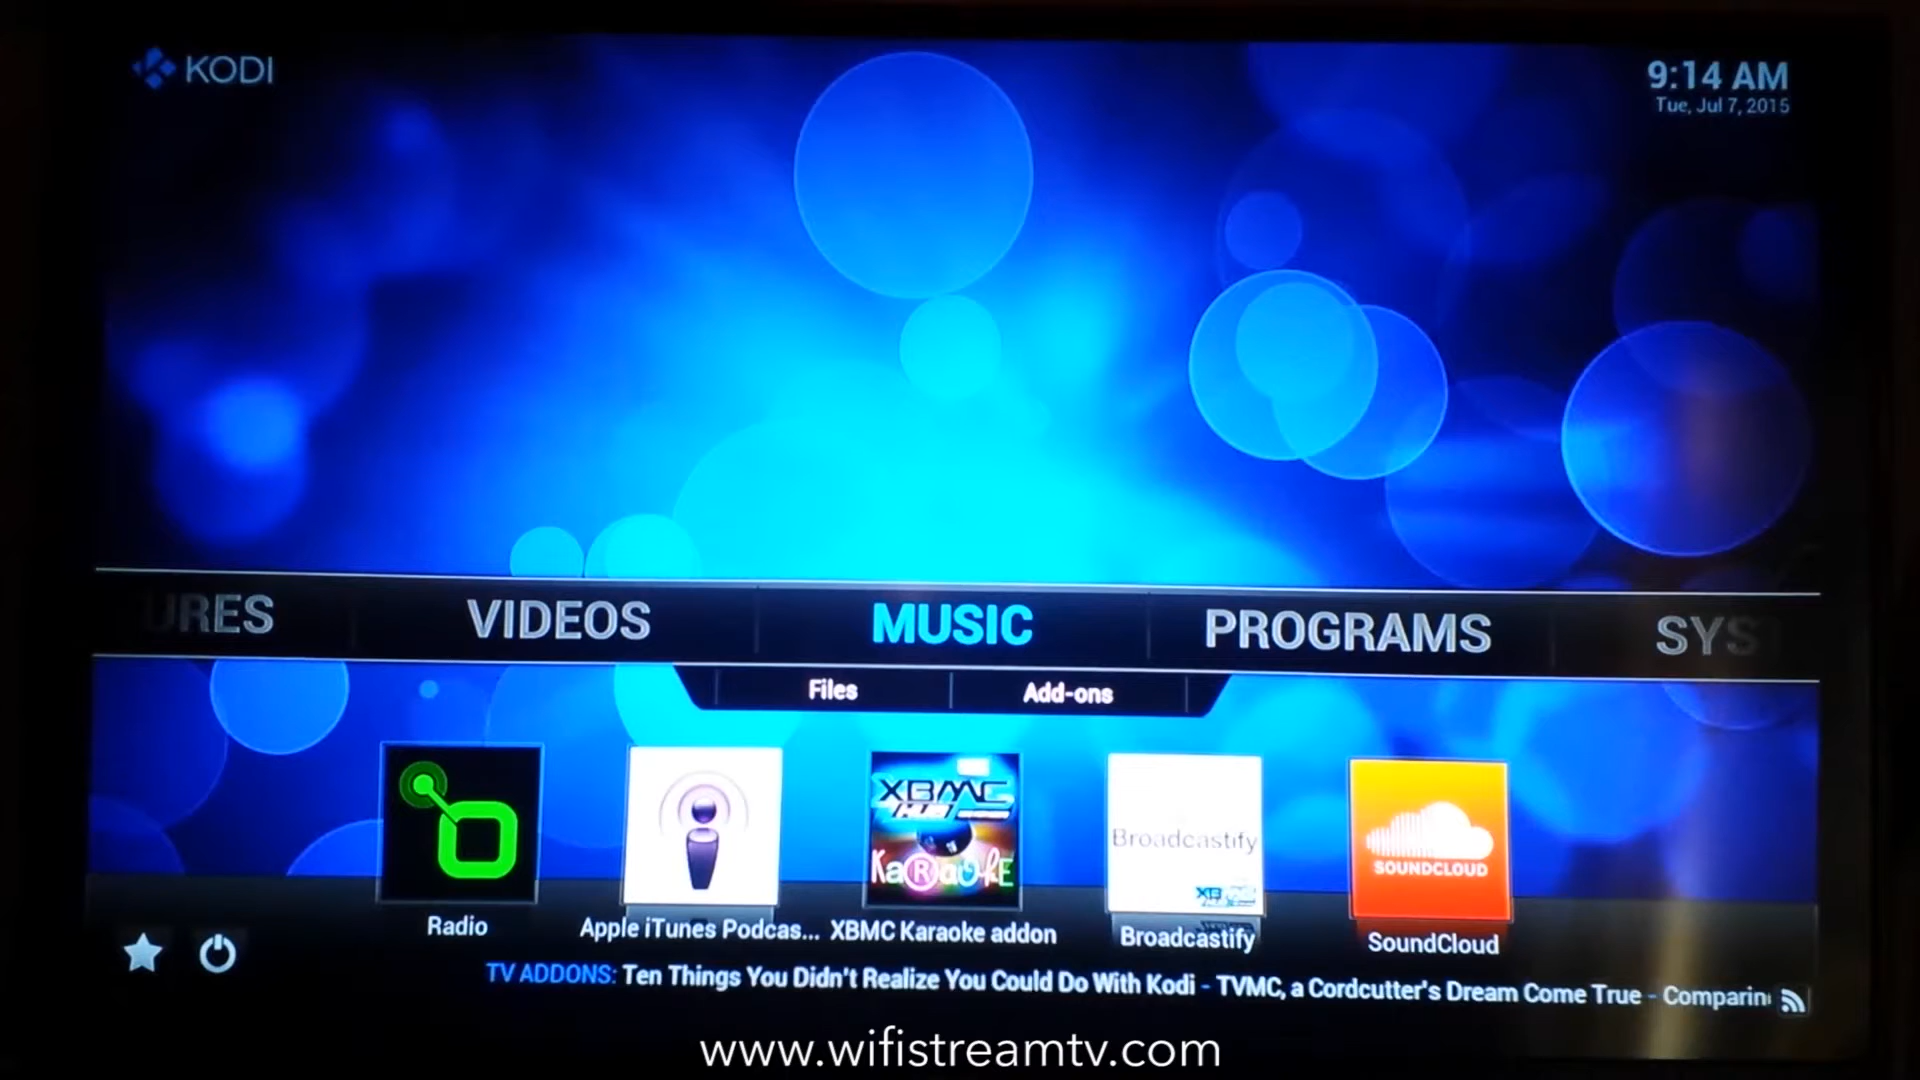 KODI
9:14 AM
Tue, Jul 7, 2015
URES
VIDEOS
MUSIC
PROGRAMS
SYS
Files
Add-ons
XBMC
HUB
KaRaOkE
Broadcastify
SOUNDCLOUD
Radio
Apple iTunes Podcas...
XBMC Karaoke addon
Broadcastify
SoundCloud
TV ADDONS: Ten Things You Didn't Realize You Could Do With Kodi - TVMC, a Cordcutter's Dream Come True - Comparin
www.wifistreamtv.com